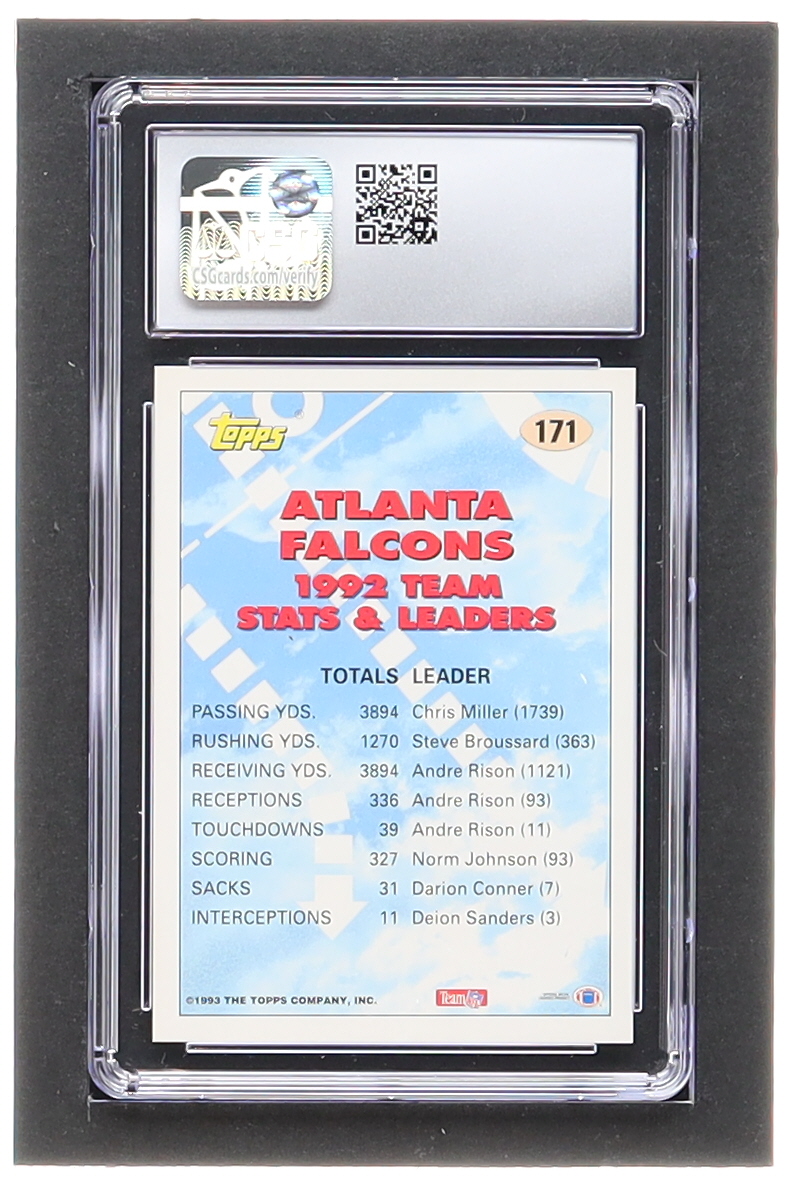 CSGcards.com/verify
topps
®
171
ATLANTA
FALCONS
1992 TEAM
STATS & LEADERS
TOTALS LEADER
PASSING YDS. 3894 Chris Miller (1739)
RUSHING YDS. 1270 Steve Broussard (363)
RECEIVING YDS. 3894 Andre Rison (1121)
RECEPTIONS 336 Andre Rison (93)
TOUCHDOWNS 39 Andre Rison (11)
SCORING 327 Norm Johnson (93)
SACKS 31 Darion Conner (7)
INTERCEPTIONS 11 Deion Sanders (3)
©1993 THE TOPPS COMPANY, INC. Team NFL